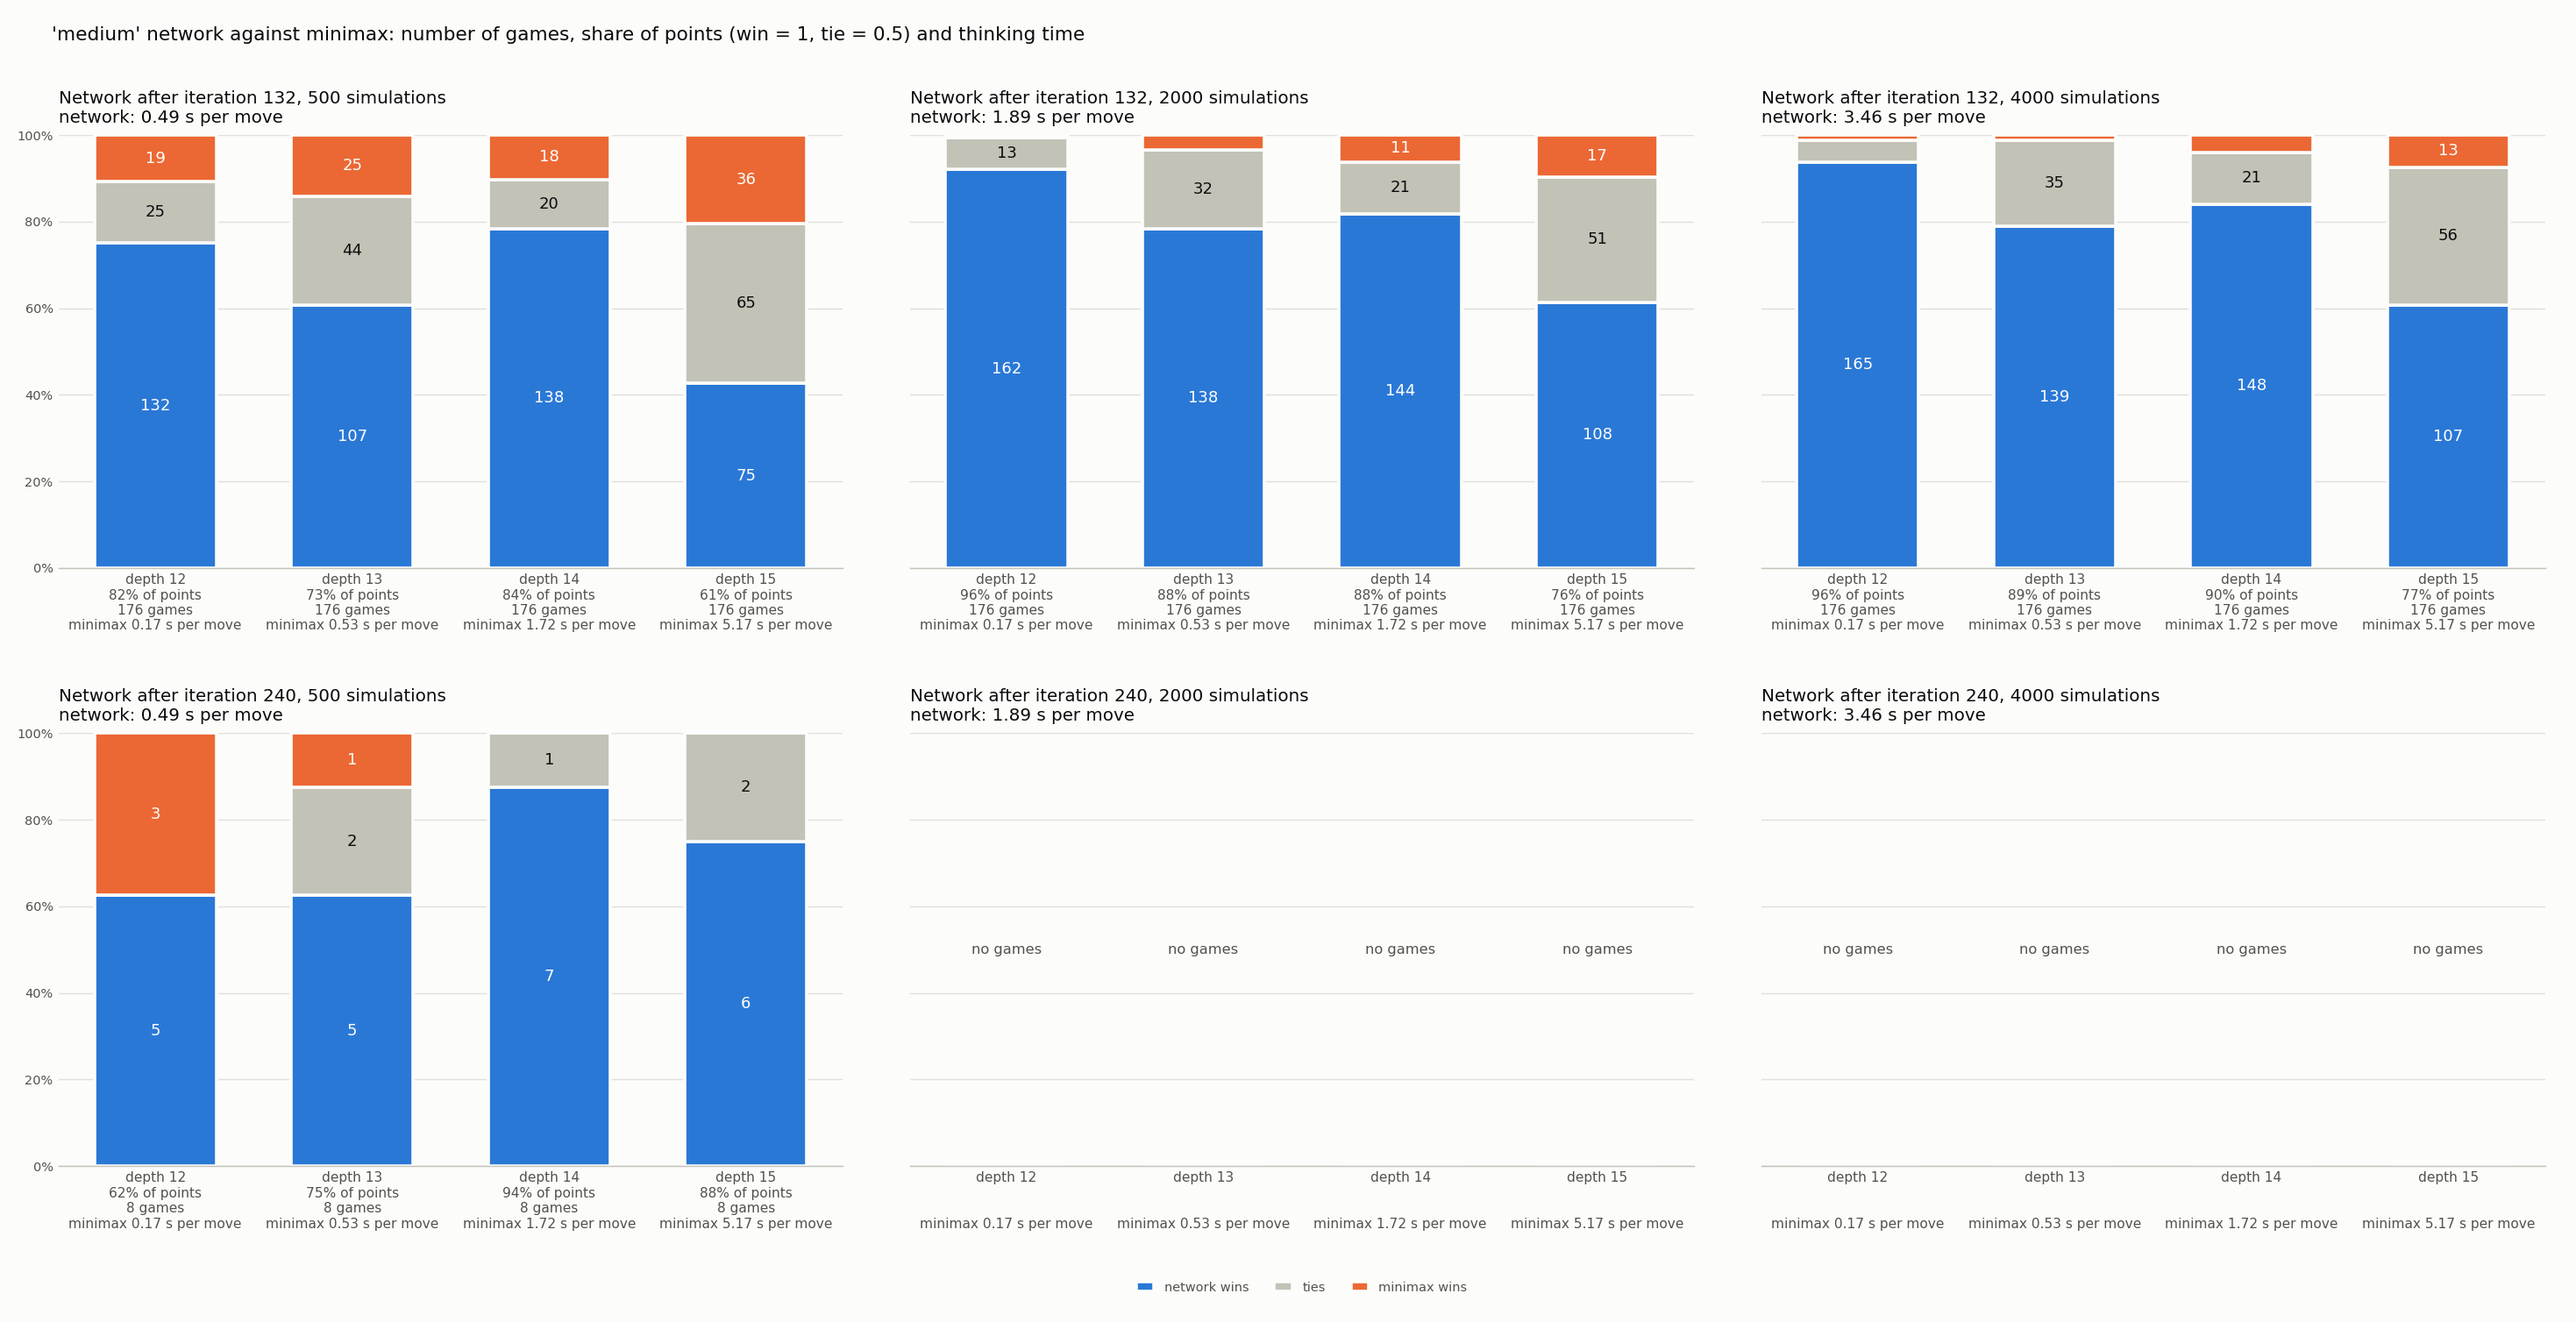 'medium' network against minimax: number of games, share of points (win = 1, tie = 0.5) and thinking time
Network after iteration 132, 500 simulations
network: 0.49 s per move
100%
80%
60%
40%
20%
0%
19
25
18
36
25
44
20
65
132
107
138
75
depth 12 depth 13 depth 14 depth 15
82% of points 73% of points 84% of points 61% of points
176 games 176 games 176 games 176 games
minimax 0.17 s per move minimax 0.53 s per move minimax 1.72 s per move minimax 5.17 s per move
Network after iteration 132, 2000 simulations
network: 1.89 s per move
11
17
13
32
21
51
162
138
144
108
depth 12 depth 13 depth 14 depth 15
96% of points 88% of points 88% of points 76% of points
176 games 176 games 176 games 176 games
minimax 0.17 s per move minimax 0.53 s per move minimax 1.72 s per move minimax 5.17 s per move
Network after iteration 132, 4000 simulations
network: 3.46 s per move
13
35
21
56
165
139
148
107
depth 12 depth 13 depth 14 depth 15
96% of points 89% of points 90% of points 77% of points
176 games 176 games 176 games 176 games
minimax 0.17 s per move minimax 0.53 s per move minimax 1.72 s per move minimax 5.17 s per move
Network after iteration 240, 500 simulations
network: 0.49 s per move
100%
80%
60%
40%
20%
0%
3
1
1
2
2
5
5
7
6
depth 12 depth 13 depth 14 depth 15
62% of points 75% of points 94% of points 88% of points
8 games 8 games 8 games 8 games
minimax 0.17 s per move minimax 0.53 s per move minimax 1.72 s per move minimax 5.17 s per move
Network after iteration 240, 2000 simulations
network: 1.89 s per move
no games no games no games no games
depth 12 depth 13 depth 14 depth 15
minimax 0.17 s per move minimax 0.53 s per move minimax 1.72 s per move minimax 5.17 s per move
Network after iteration 240, 4000 simulations
network: 3.46 s per move
no games no games no games no games
depth 12 depth 13 depth 14 depth 15
minimax 0.17 s per move minimax 0.53 s per move minimax 1.72 s per move minimax 5.17 s per move
network wins ties minimax wins